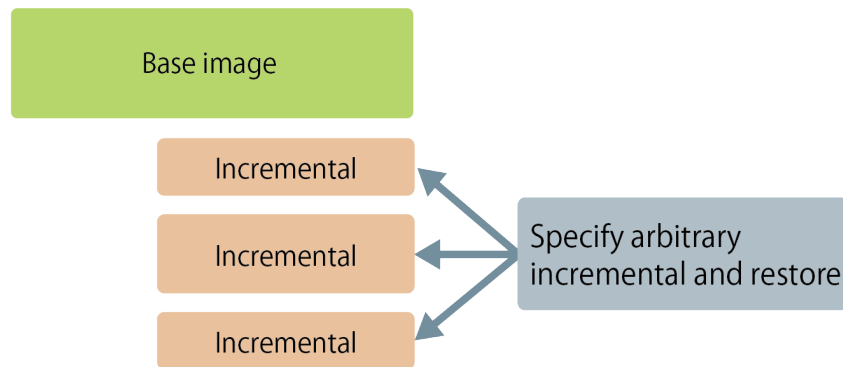 Base image
Incremental
Incremental
Specify arbitrary
incremental and restore
Incremental